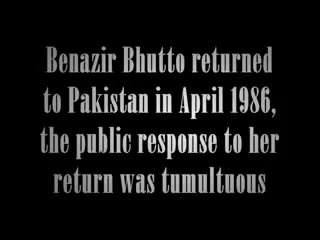 Benazir Bhutto returned
to Pakistan in April 1986,
the public response to her
return was tumultuous